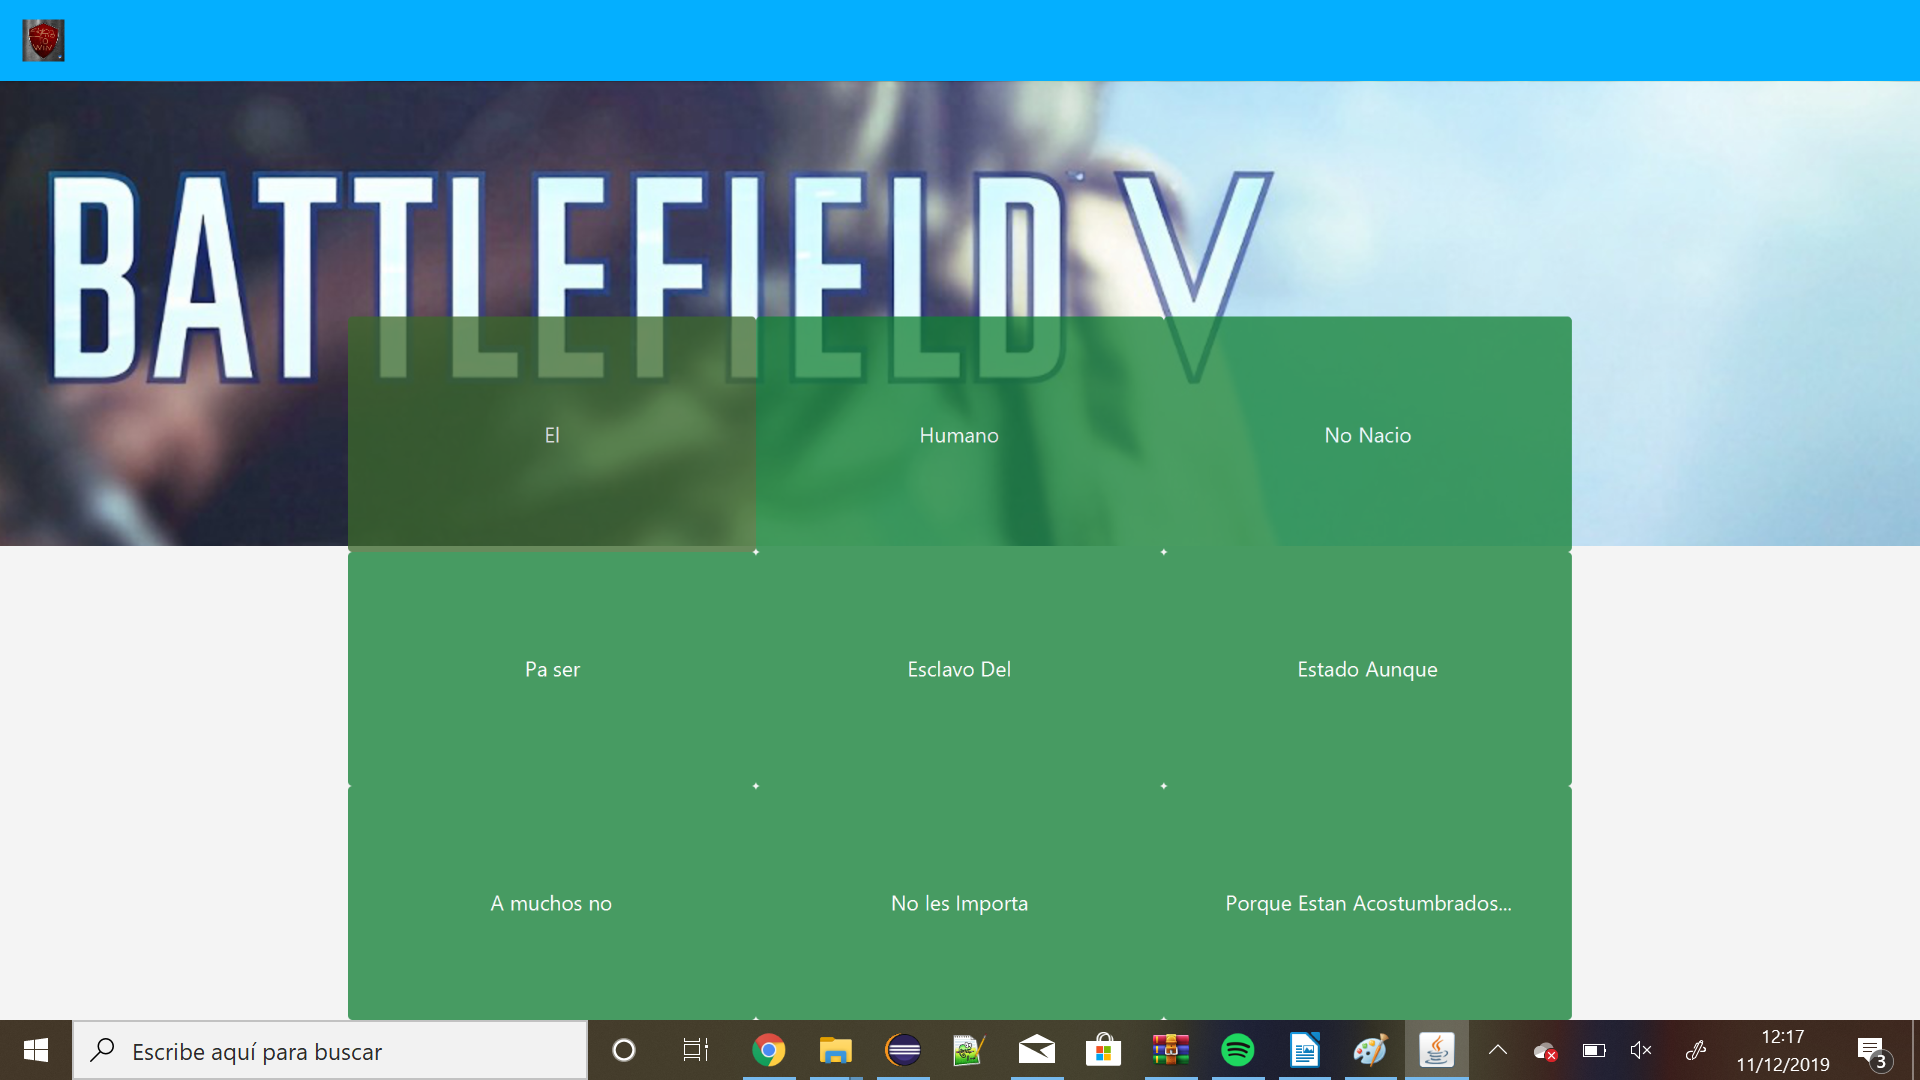 WIN
BATTLEFIELD V
El
Humano
No Nacio
Pa ser
Esclavo Del
Estado Aunque
A muchos no
No les Importa
Porque Estan Acostumbrados...
Escribe aquí para buscar
12:17
11/12/2019
3